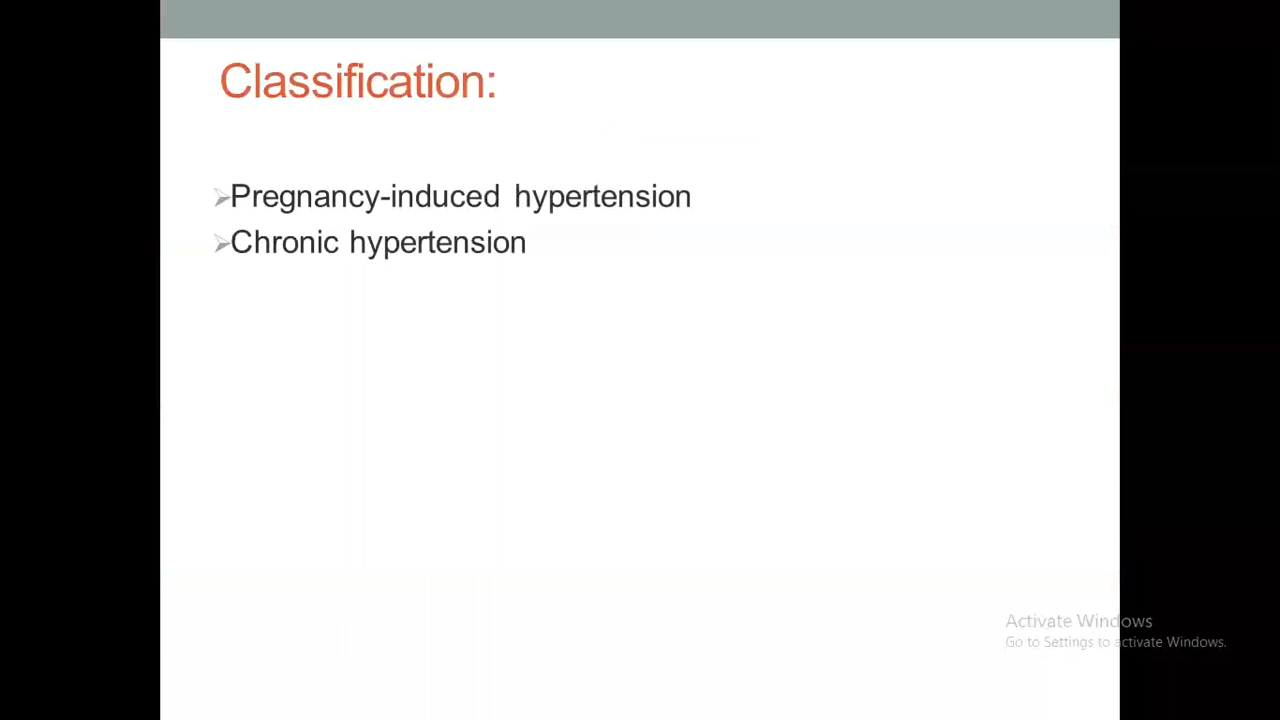 Classification:
➢Pregnancy-induced hypertension
➢Chronic hypertension
Activate Windows
Go to Settings to activate Windows.